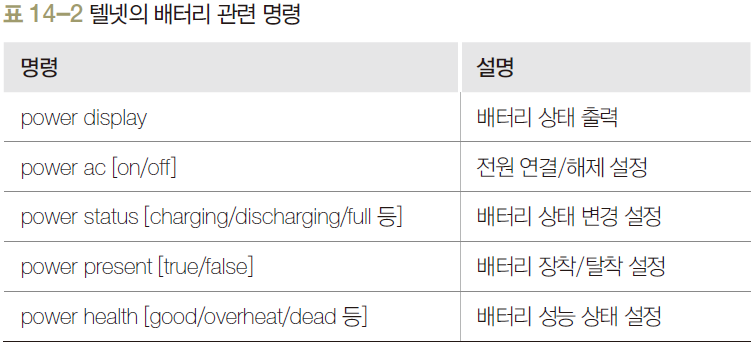 표 14-2 텔넷의 배터리 관련 명령
명령 설명
power display 배터리 상태 출력
power ac [on/off] 전원 연결/해제 설정
power status [charging/discharging/full 등] 배터리 상태 변경 설정
power present [true/false] 배터리 장착/탈착 설정
power health [good/overheat/dead 등] 배터리 성능 상태 설정